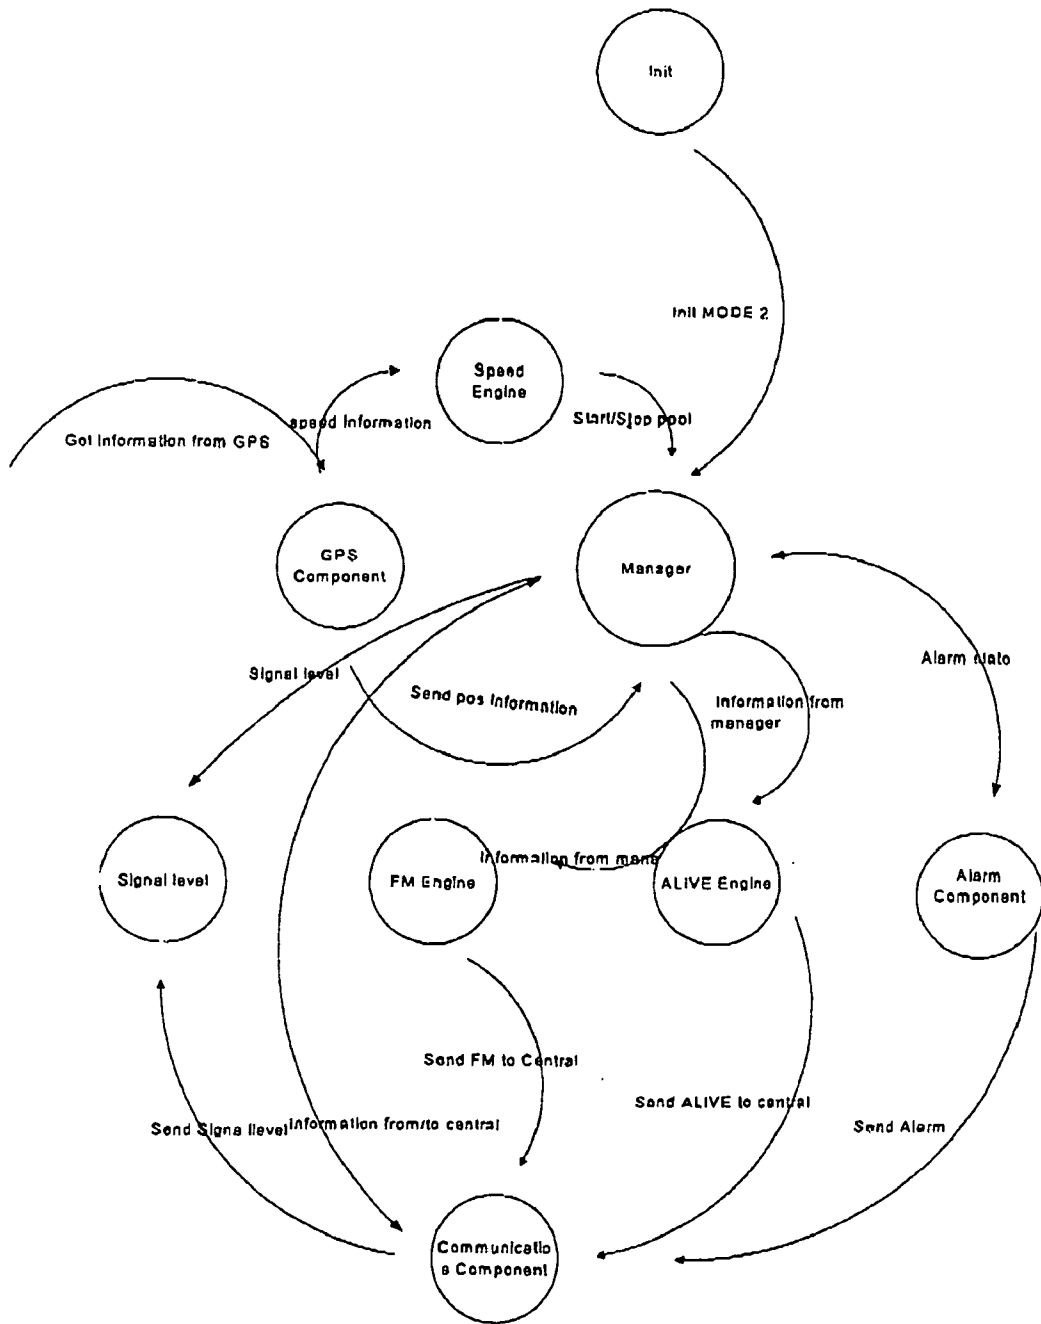 Init
Init MODE 2
Speed
Engine
speed Information
Start/Stop pool
Got Information from GPS
GPS
Component
Manager
Signal level
Send pos Information
Information from
manager
Alarm
Signal level
FM Engine
Information from mana
ALIVE Engine
Alarm
Component
Send FM to Central
Send ALIVE to central
Send Signal level
Information from/to central
Send Alarm
Communicatio
Component